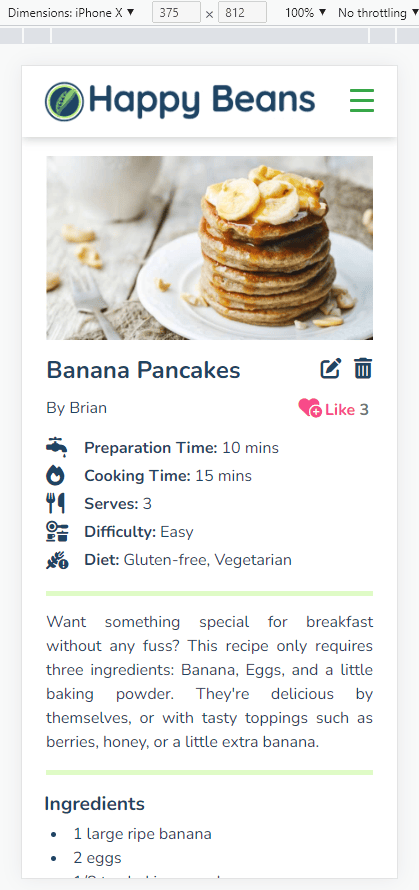 Dimensions: iPhone X ▼ 375 × 812 100% ▼ No throttling ▼
Happy Beans
Banana Pancakes
By Brian
Like 3
Preparation Time: 10 mins
Cooking Time: 15 mins
Serves: 3
Difficulty: Easy
Diet: Gluten-free, Vegetarian
Want something special for breakfast
without any fuss? This recipe only requires
three ingredients: Banana, Eggs, and a little
baking powder. They're delicious by
themselves, or with tasty toppings such as
berries, honey, or a little extra banana.
Ingredients
• 1 large ripe banana
• 2 eggs